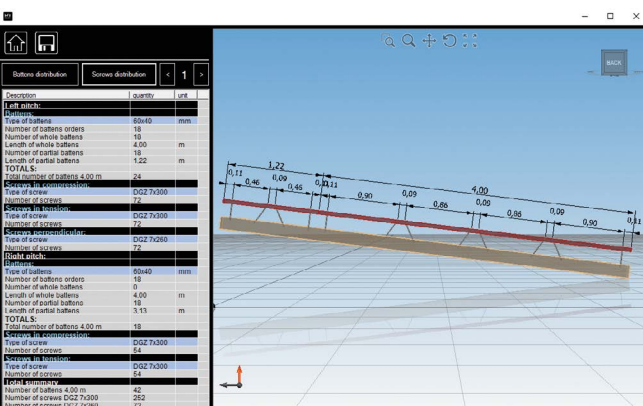 Battens distribution
Screws distribution
<
1
>
Description quantity unit
Left pitch:
Battens:
Type of battens 60x40 mm
Number of battens orders 18
Number of whole battens 18
Length of whole battens 4,00 m
Number of partial battens 18
Length of partial battens 1,22 m
TOTALS:
Total number of battens 4,00 m 24
Screws in compression:
Type of screw DGZ 7x300
Number of screws 72
Screws in tension:
Type of screw DGZ 7x300
Number of screws 72
Screws perpendicular:
Type of screw DGZ 7x260
Number of screws 72
Right pitch:
Battens:
Type of battens 60x40 mm
Number of battens orders 18
Number of whole battens 0
Length of whole battens 4,00 m
Number of partial battens 18
Length of partial battens 3,13 m
TOTALS:
Total number of battens 4,00 m 18
Screws in compression:
Type of screw DGZ 7x300
Number of screws 54
Screws in tension:
Type of screw DGZ 7x300
Number of screws 54
Total summary
Number of battens 4,00 m 42
Number of screws DGZ 7x300 252
Number of screws DGZ 7x260 72
BACK
1,22
4,00
0,11
0,46
0,09
0,46
0,11
0,90
0,09
0,86
0,09
0,86
0,09
0,90
0,11